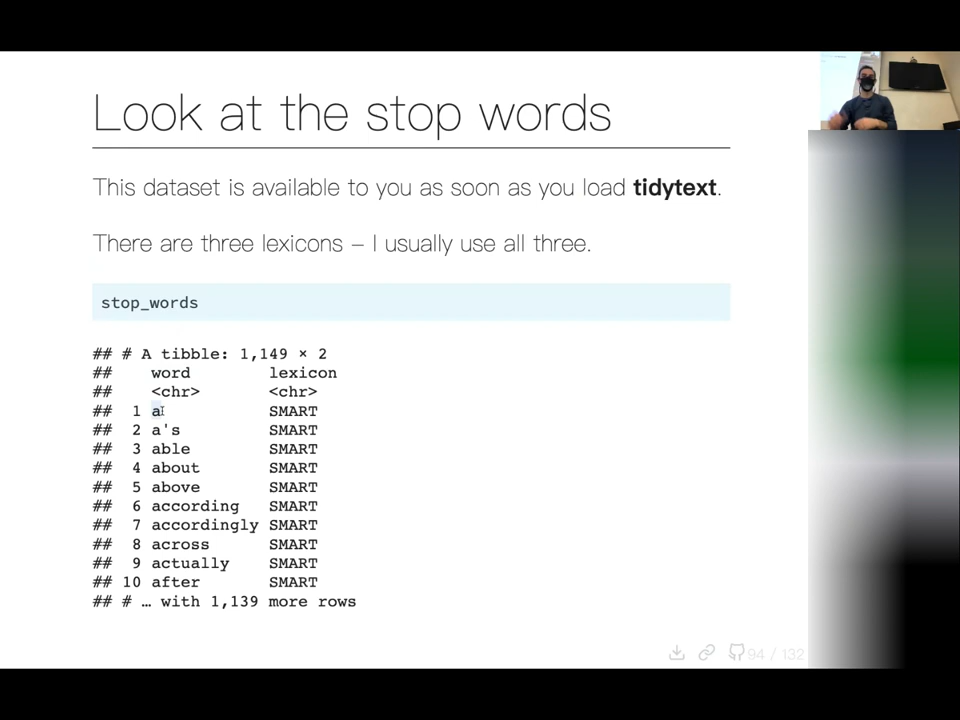 Look at the stop words
This dataset is available to you as soon as you load tidytext.
There are three lexicons – I usually use all three.
stop_words
## # A tibble: 1,149 × 2
##    word        lexicon
##    <chr>       <chr>
##  1 a           SMART
##  2 a's         SMART
##  3 able        SMART
##  4 about       SMART
##  5 above       SMART
##  6 according   SMART
##  7 accordingly SMART
##  8 across      SMART
##  9 actually    SMART
## 10 after       SMART
## # … with 1,139 more rows
94 / 132